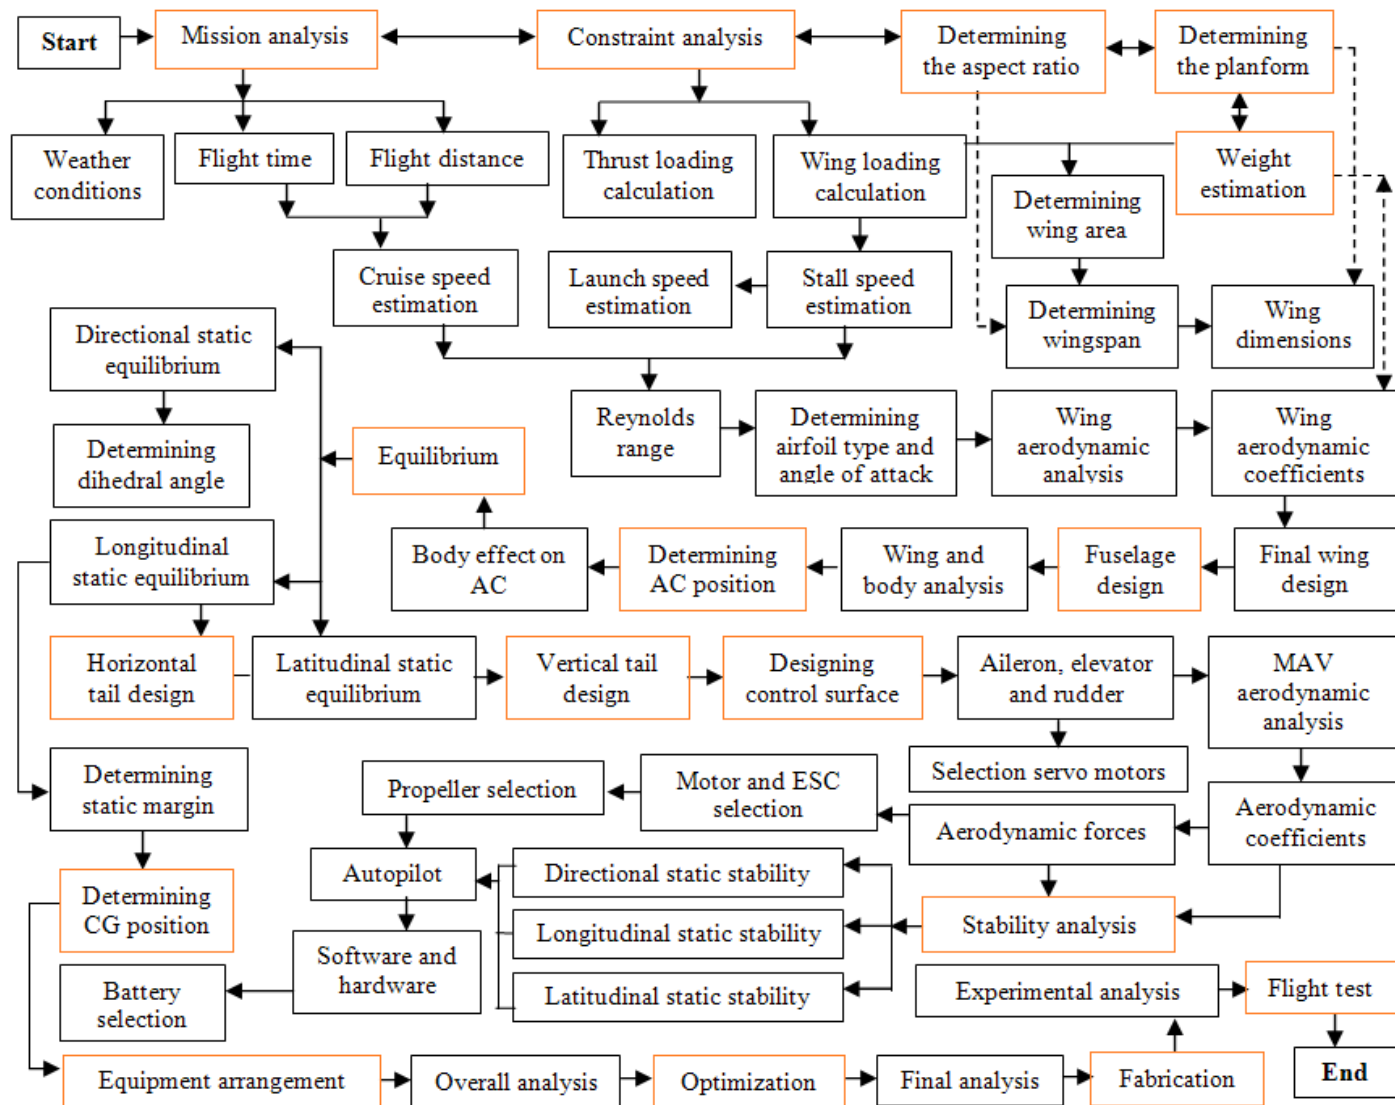 Start
Mission analysis
Constraint analysis
Determining
the aspect ratio
Determining
the planform
Weather
conditions
Flight time
Flight distance
Thrust loading
calculation
Wing loading
calculation
Weight
estimation
Determining
wing area
Cruise speed
estimation
Launch speed
estimation
Stall speed
estimation
Determining
wingspan
Wing
dimensions
Directional static
equilibrium
Determining
dihedral angle
Equilibrium
Reynolds
range
Determining
airfoil type and
angle of attack
Wing
aerodynamic
analysis
Wing
aerodynamic
coefficients
Longitudinal
static equilibrium
Body effect on
AC
Determining
AC position
Wing and
body analysis
Fuselage
design
Final wing
design
Horizontal
tail design
Latitudinal static
equilibrium
Vertical tail
design
Designing
control surface
Aileron, elevator
and rudder
MAV
aerodynamic
analysis
Determining
static margin
Propeller selection
Motor and ESC
selection
Selection servo motors
Aerodynamic forces
Aerodynamic
coefficients
Determining
CG position
Autopilot
Directional static stability
Longitudinal static stability
Latitudinal static stability
Stability analysis
Battery
selection
Software and
hardware
Experimental analysis
Flight test
Equipment arrangement
Overall analysis
Optimization
Final analysis
Fabrication
End